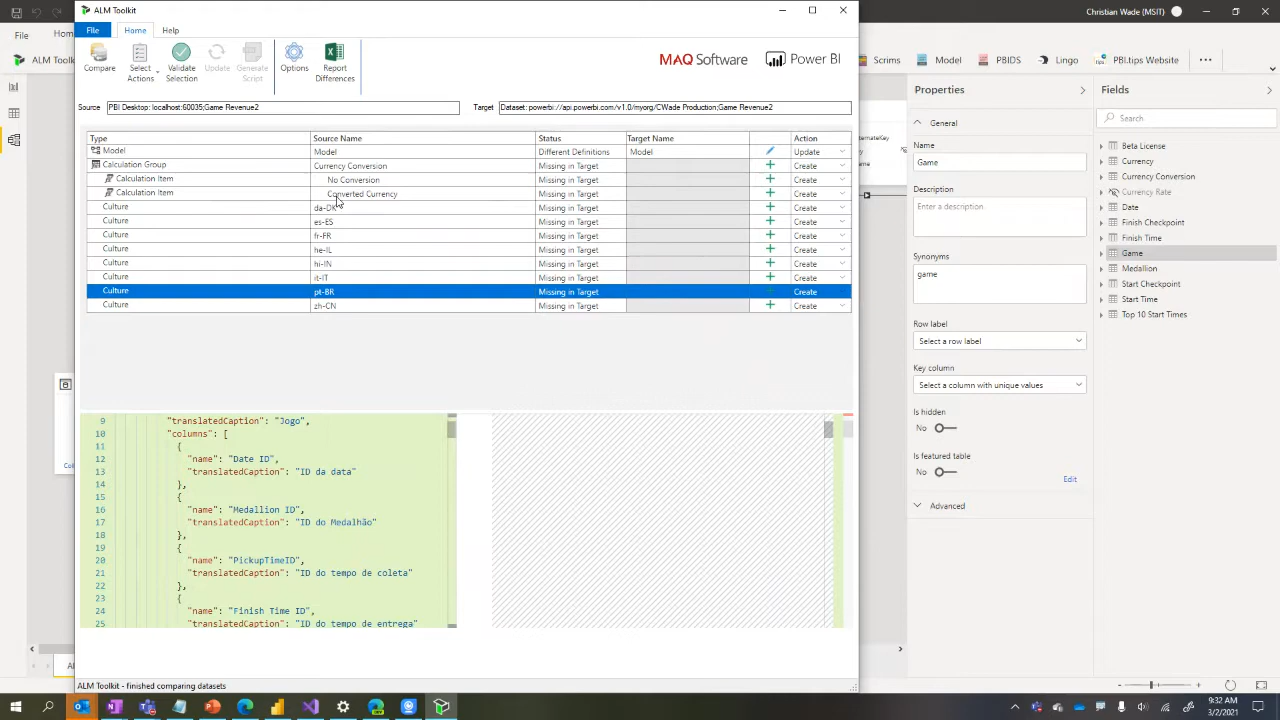 ALM Toolkit
Christian Wade (MSIT)
File
File
Home
Help
ALM Toolk
Compare
Select Actions
Validate Selection
Update
Generate Script
Options
Report Differences
MAQ Software
Power BI
Scrims
Model
PBIDS
Lingo
PBI.tips Website
Source
PBI Desktop: localhost:60035;Game Revenue2
Target
Dataset: powerbi://api.powerbi.com/v1.0/myorg/CWade Production;Game Revenue2
Type Source Name Status Target Name Action
Model Model Different Definitions Model Update
Calculation Group Currency Conversion Missing in Target Create
Calculation Item No Conversion Missing in Target Create
Calculation Item Converted Currency Missing in Target Create
Culture da-DK Missing in Target Create
Culture es-ES Missing in Target Create
Culture fr-FR Missing in Target Create
Culture he-IL Missing in Target Create
Culture hi-IN Missing in Target Create
Culture it-IT Missing in Target Create
Culture pt-BR Missing in Target Create
Culture zh-CN Missing in Target Create
9 "translatedCaption": "Jogo",
10 "columns": [
11 {
12 "name": "Date ID",
13 "translatedCaption": "ID da data"
14 },
15 {
16 "name": "Medallion ID",
17 "translatedCaption": "ID do Medalhão"
18 },
19 {
20 "name": "PickupTimeID",
21 "translatedCaption": "ID do tempo de coleta"
22 },
23 {
24 "name": "Finish Time ID",
25 "translatedCaption": "ID do tempo de entrega"
ALM Toolkit - finished comparing datasets
Properties
General
Name
Game
Description
Enter a description
Synonyms
game
Row label
Select a row label
Key column
Select a column with unique values
Is hidden
No
Is featured table
No
Edit
Advanced
Fields
Search
Beta License
Currency
Currency Conversion
Currency Rate
Date
Finish Checkpoint
Finish Time
Game
Medallion
Start Checkpoint
Start Time
Top 10 Start Times
9:32 AM
3/2/2021